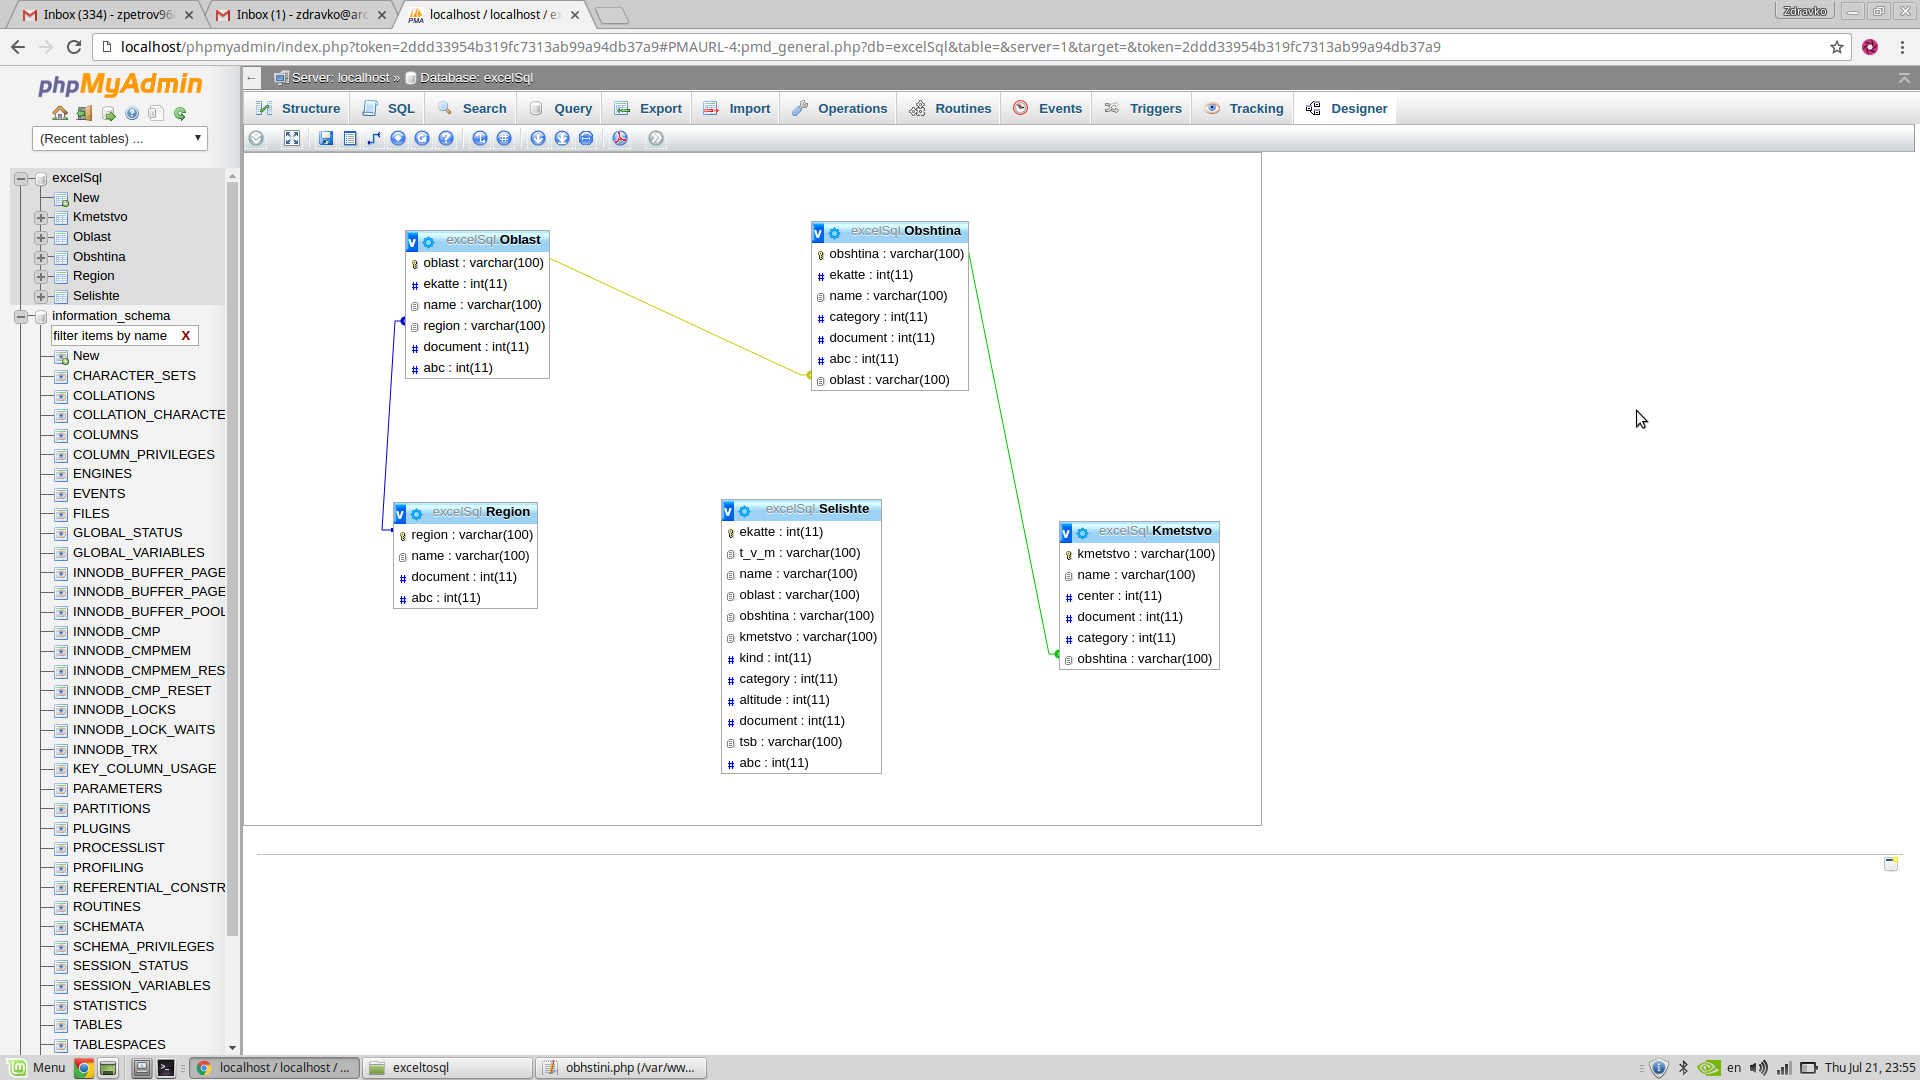 Inbox (334) - zpetrov96
Inbox (1) - zdravko@arc
localhost / localhost / ex
Zdravko
localhost/phpmyadmin/index.php?token=2ddd33954b319fc7313ab99a94db37a9#PMAURL-4:pmd_general.php?db=excelSql&table=&server=1&target=&token=2ddd33954b319fc7313ab99a94db37a9
phpMyAdmin
(Recent tables) ...
Server: localhost » Database: excelSql
Structure
SQL
Search
Query
Export
Import
Operations
Routines
Events
Triggers
Tracking
Designer
excelSql
New
Kmetstvo
Oblast
Obshtina
Region
Selishte
information_schema
filter items by name X
New
CHARACTER_SETS
COLLATIONS
COLLATION_CHARACTE
COLUMNS
COLUMN_PRIVILEGES
ENGINES
EVENTS
FILES
GLOBAL_STATUS
GLOBAL_VARIABLES
INNODB_BUFFER_PAGE
INNODB_BUFFER_PAGE
INNODB_BUFFER_POOL
INNODB_CMP
INNODB_CMPMEM
INNODB_CMPMEM_RES
INNODB_CMP_RESET
INNODB_LOCKS
INNODB_LOCK_WAITS
INNODB_TRX
KEY_COLUMN_USAGE
PARAMETERS
PARTITIONS
PLUGINS
PROCESSLIST
PROFILING
REFERENTIAL_CONSTR
ROUTINES
SCHEMATA
SCHEMA_PRIVILEGES
SESSION_STATUS
SESSION_VARIABLES
STATISTICS
TABLES
TABLESPACES
v excelSql.Oblast
oblast : varchar(100)
# ekatte : int(11)
name : varchar(100)
region : varchar(100)
# document : int(11)
# abc : int(11)
v excelSql.Obshtina
obshtina : varchar(100)
# ekatte : int(11)
name : varchar(100)
# category : int(11)
# document : int(11)
# abc : int(11)
oblast : varchar(100)
v excelSql.Region
region : varchar(100)
name : varchar(100)
# document : int(11)
# abc : int(11)
v excelSql.Selishte
ekatte : int(11)
t_v_m : varchar(100)
name : varchar(100)
oblast : varchar(100)
obshtina : varchar(100)
kmetstvo : varchar(100)
# kind : int(11)
# category : int(11)
# altitude : int(11)
# document : int(11)
tsb : varchar(100)
# abc : int(11)
v excelSql.Kmetstvo
kmetstvo : varchar(100)
name : varchar(100)
# center : int(11)
# document : int(11)
# category : int(11)
obshtina : varchar(100)
Menu
localhost / localhost / ...
exceltosql
obhstini.php (/var/ww...
en
Thu Jul 21, 23:55